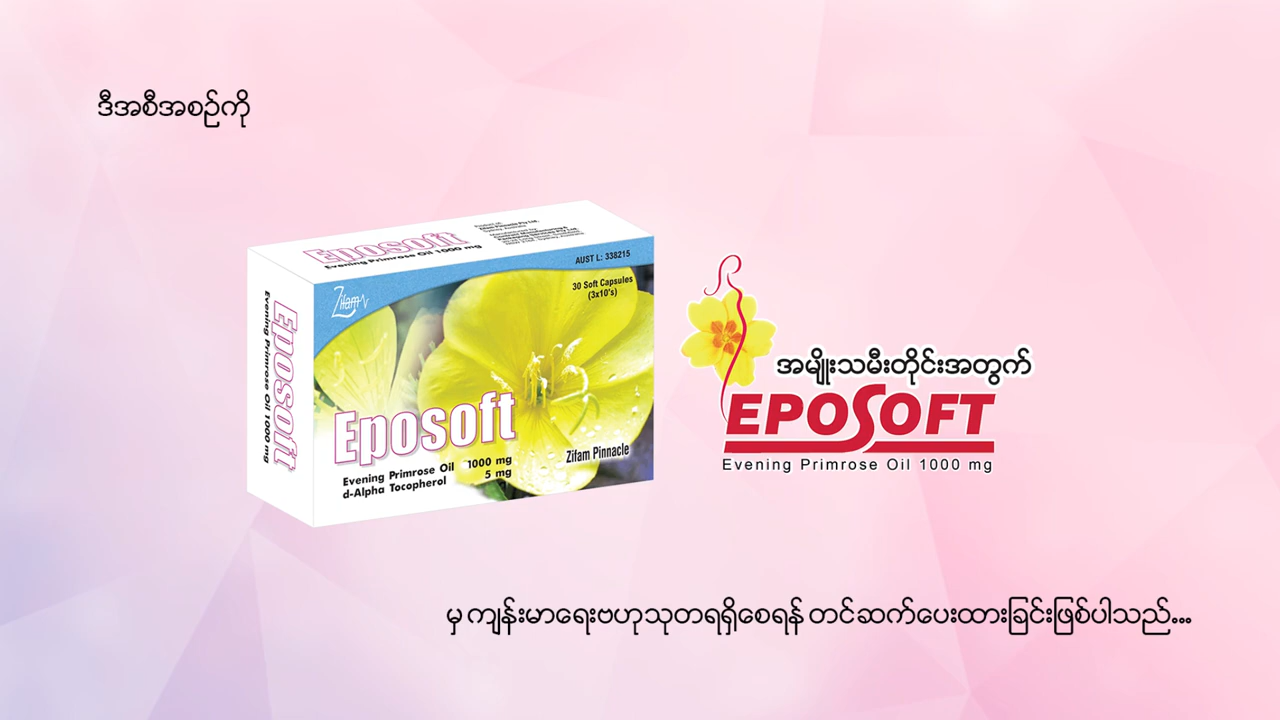 ဒီအစီအစဉ်ကို
Eposoft
Evening Primrose Oil 1000 mg
AUST L: 338215
30 Soft Capsules
(3x10's)
Zifam
Eposoft
Evening Primrose Oil 1000 mg
Eposoft
Evening Primrose Oil 1000 mg
d-Alpha Tocopherol 5 mg
Zifam Pinnacle
အမျိုးသမီးတိုင်းအတွက်
EPOSOFT
Evening Primrose Oil 1000 mg
မှ ကျန်းမာရေးဗဟုသုတရရှိစေရန် တင်ဆက်ပေးထားခြင်းဖြစ်ပါသည်...